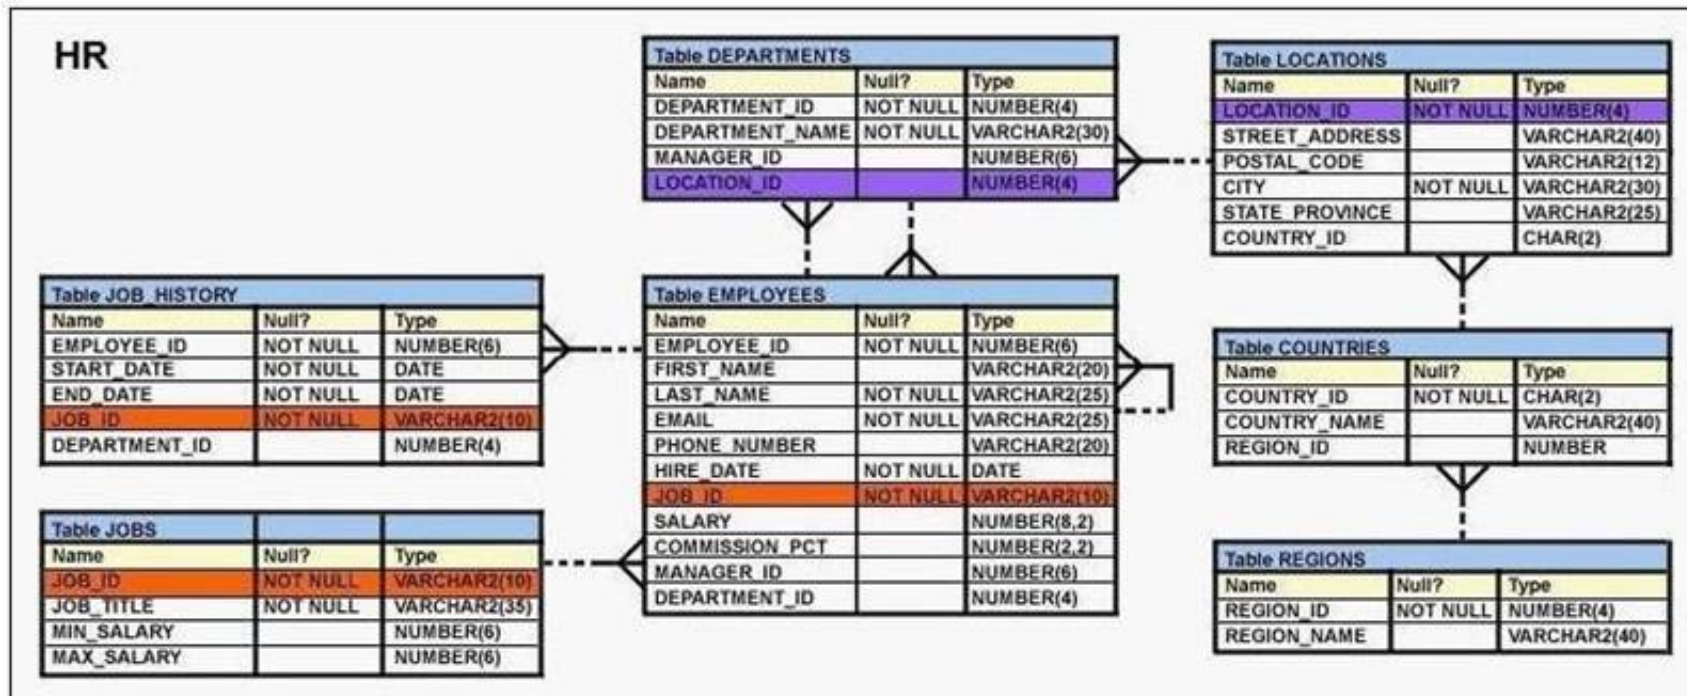 HR
Table DEPARTMENTS
Name Null? Type
DEPARTMENT_ID NOT NULL NUMBER(4)
DEPARTMENT_NAME NOT NULL VARCHAR2(30)
MANAGER_ID NUMBER(6)
LOCATION_ID NUMBER(4)
Table LOCATIONS
Name Null? Type
LOCATION_ID NOT NULL NUMBER(4)
STREET_ADDRESS VARCHAR2(40)
POSTAL_CODE VARCHAR2(12)
CITY NOT NULL VARCHAR2(30)
STATE_PROVINCE VARCHAR2(25)
COUNTRY_ID CHAR(2)
Table JOB_HISTORY
Name Null? Type
EMPLOYEE_ID NOT NULL NUMBER(6)
START_DATE NOT NULL DATE
END_DATE NOT NULL DATE
JOB_ID NOT NULL VARCHAR2(10)
DEPARTMENT_ID NUMBER(4)
Table EMPLOYEES
Name Null? Type
EMPLOYEE_ID NOT NULL NUMBER(6)
FIRST_NAME VARCHAR2(20)
LAST_NAME NOT NULL VARCHAR2(25)
EMAIL NOT NULL VARCHAR2(25)
PHONE_NUMBER VARCHAR2(20)
HIRE_DATE NOT NULL DATE
JOB_ID NOT NULL VARCHAR2(10)
SALARY NUMBER(8,2)
COMMISSION_PCT NUMBER(2,2)
MANAGER_ID NUMBER(6)
DEPARTMENT_ID NUMBER(4)
Table COUNTRIES
Name Null? Type
COUNTRY_ID NOT NULL CHAR(2)
COUNTRY_NAME VARCHAR2(40)
REGION_ID NUMBER
Table JOBS
Name Null? Type
JOB_ID NOT NULL VARCHAR2(10)
JOB_TITLE NOT NULL VARCHAR2(35)
MIN_SALARY NUMBER(6)
MAX_SALARY NUMBER(6)
Table REGIONS
Name Null? Type
REGION_ID NOT NULL NUMBER(4)
REGION_NAME VARCHAR2(40)